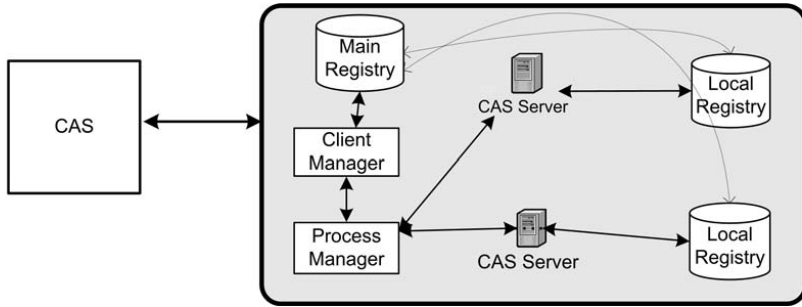 CAS
Main
Registry
Client
Manager
Process
Manager
CAS Server
CAS Server
Local
Registry
Local
Registry